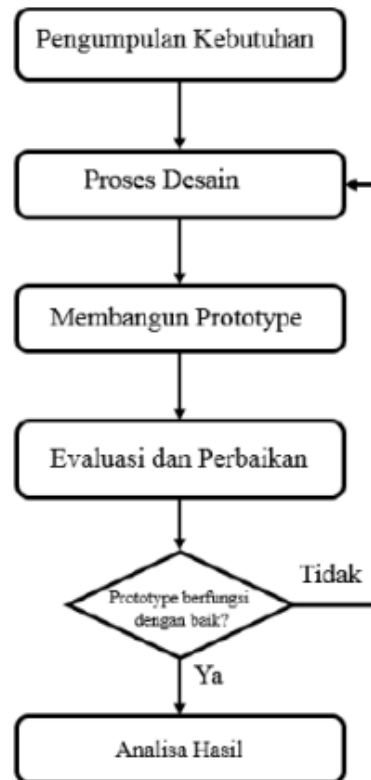 Pengumpulan Kebutuhan
Proses Desain
Membangun Prototype
Evaluasi dan Perbaikan
Prototype berfungsi
dengan baik?
Tidak
Ya
Analisa Hasil